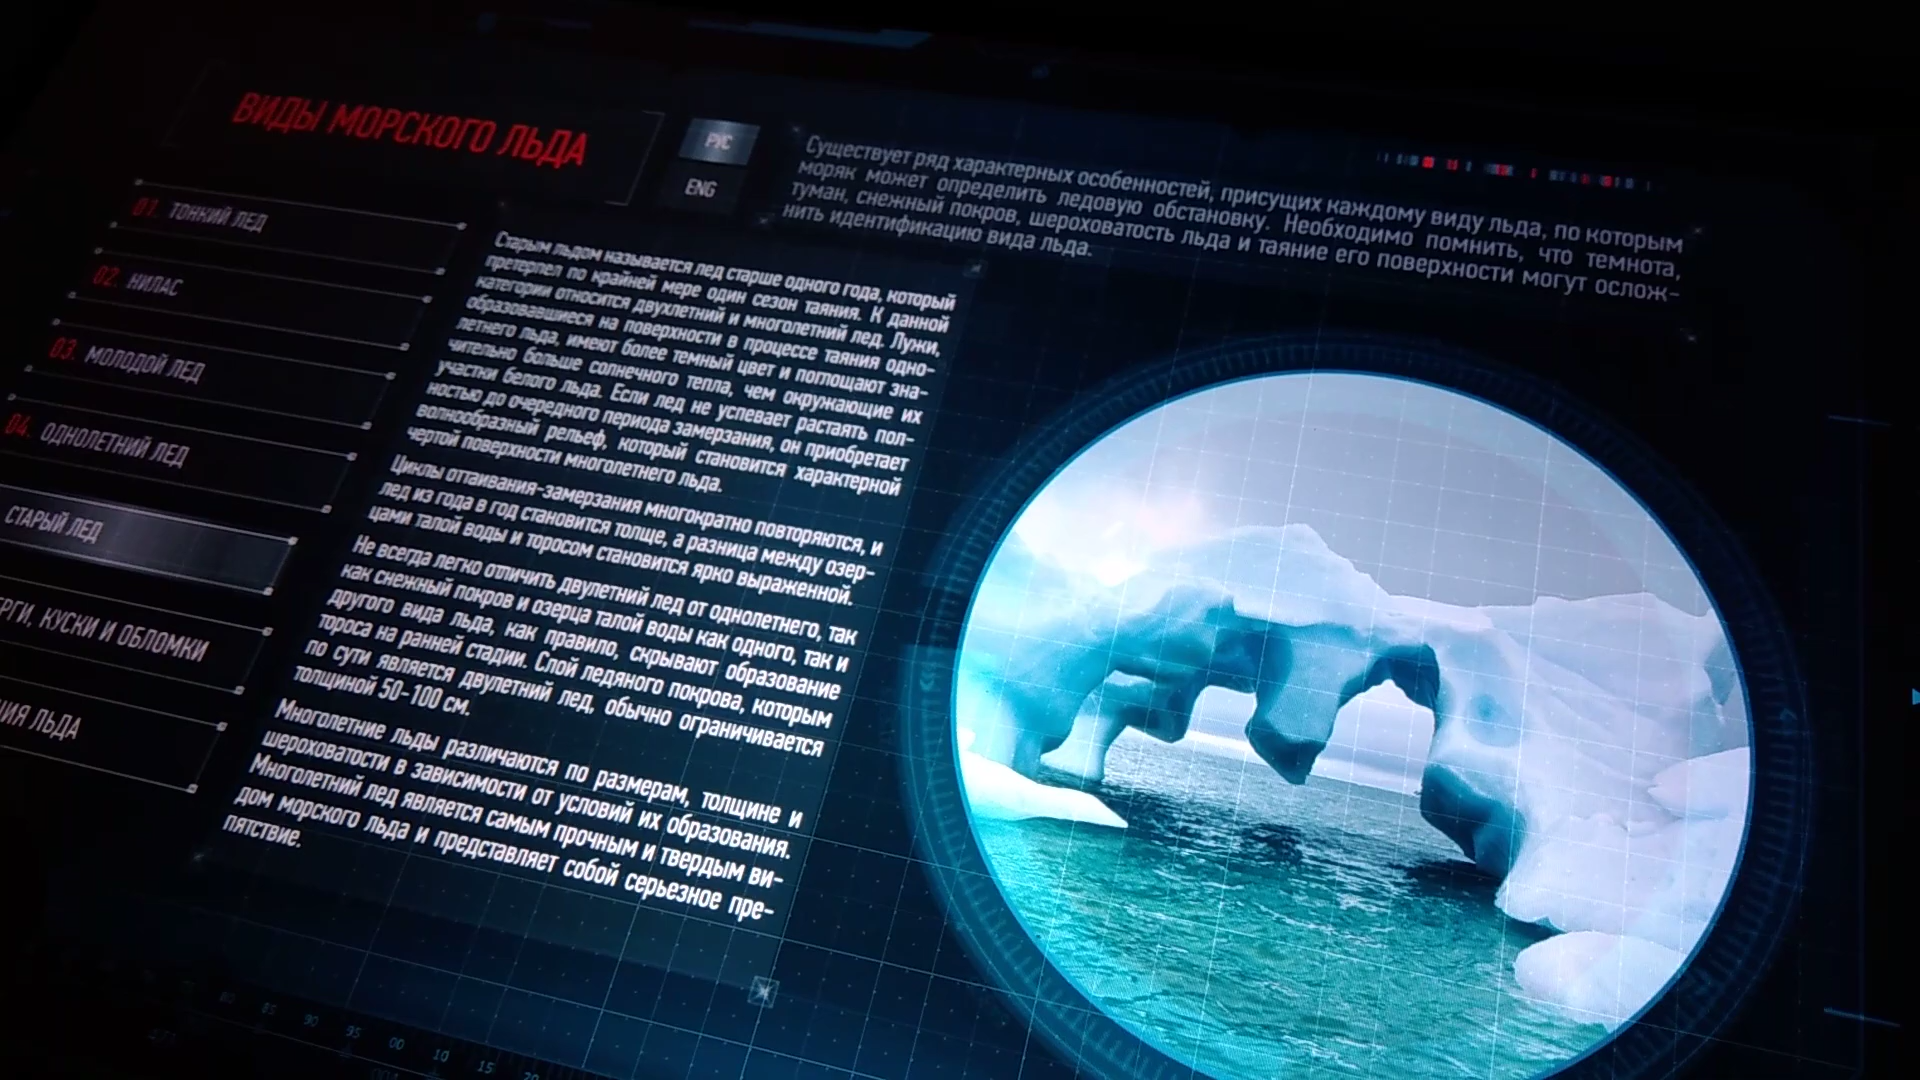 ВИДЫ МОРСКОГО ЛЬДА
РУС
ENG
Существует ряд характерных особенностей, присущих каждому виду льда, по которым
моряк может определить ледовую обстановку. Необходимо помнить, что темнота,
туман, снежный покров, шероховатость льда и таяние его поверхности могут ослож-
нить идентификацию вида льда.
01. ТОНКИЙ ЛЕД
02. НИЛАС
03. МОЛОДОЙ ЛЕД
04. ОДНОЛЕТНИЙ ЛЕД
СТАРЫЙ ЛЕД
ЕРГИ, КУСКИ И ОБЛОМКИ
НИЯ ЛЬДА
Старым льдом называется лед старше одного года, который
претерпел по крайней мере один сезон таяния. К данной
категории относится двухлетний и многолетний лед. Лужи,
образовавшиеся на поверхности в процессе таяния одно-
летнего льда, имеют более темный цвет и поглощают зна-
чительно больше солнечного тепла, чем окружающие их
участки белого льда. Если лед не успевает растаять пол-
ностью до очередного периода замерзания, он приобретает
волнообразный рельеф, который становится характерной
чертой поверхности многолетнего льда.
Циклы оттаивания-замерзания многократно повторяются, и
лед из года в год становится толще, а разница между озер-
цами талой воды и торосом становится ярко выраженной.
Не всегда легко отличить двулетний лед от однолетнего, так
как снежный покров и озерца талой воды как одного, так и
другого вида льда, как правило, скрывают образование
тороса на ранней стадии. Слой ледяного покрова, которым
по сути является двулетний лед, обычно ограничивается
толщиной 50-100 см.
Многолетние льды различаются по размерам, толщине и
шероховатости в зависимости от условий их образования.
Многолетний лед является самым прочным и твердым ви-
дом морского льда и представляет собой серьезное пре-
пятствие.
80 85 90 95 00 10 15 20